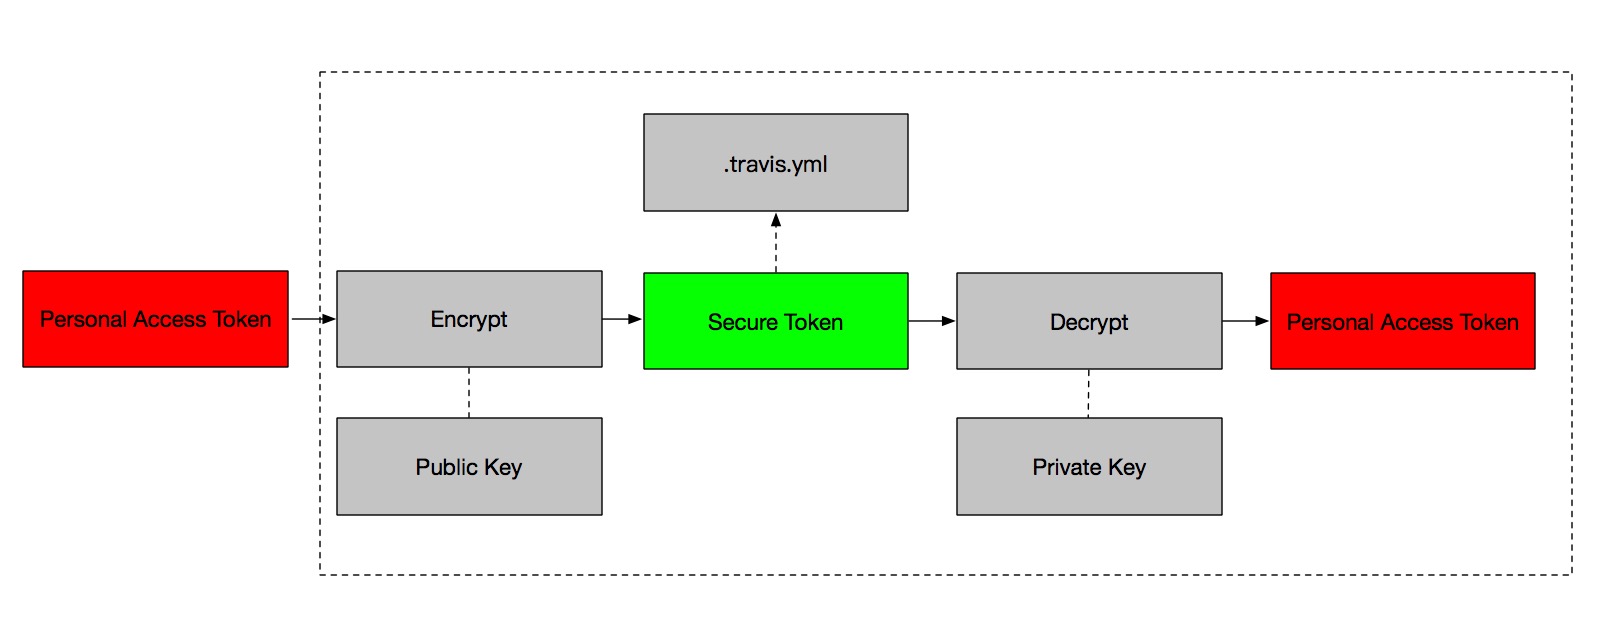 .travis.yml
Personal Access Token
Encrypt
Secure Token
Decrypt
Personal Access Token
Public Key
Private Key